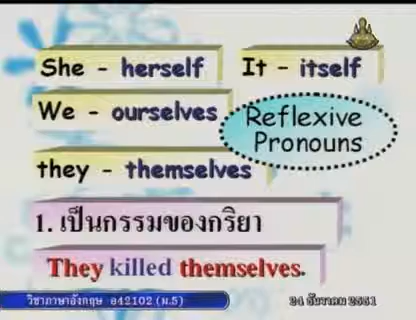 She - herself
It - itself
We - ourselves
Reflexive
Pronouns
they - themselves
1. เป็นกรรมของกริยา
They killed themselves.
วิชาภาษาอังกฤษ อ42102 (ม.5)
24 ธันวาคม 2551